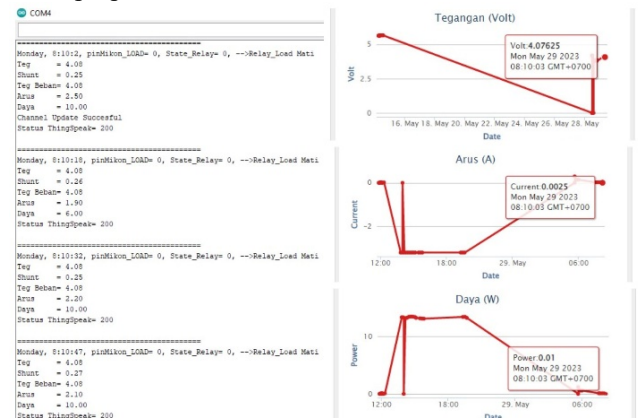 COM4
========================================
Monday, 8:10:2, pinMikon_LOAD= 0, State_Relay= 0, -->Relay_Load Mati
Teg = 4.08
Shunt = 0.25
Teg Beban= 4.08
Arus = 2.50
Daya = 10.00
Channel Update Succesful
Status ThingSpeak= 200
========================================
Monday, 8:10:18, pinMikon_LOAD= 0, State_Relay= 0, -->Relay_Load Mati
Teg = 4.08
Shunt = 0.26
Teg Beban= 4.08
Arus = 1.90
Daya = 6.00
Status ThingSpeak= 200
========================================
Monday, 8:10:32, pinMikon_LOAD= 0, State_Relay= 0, -->Relay_Load Mati
Teg = 4.08
Shunt = 0.25
Teg Beban= 4.08
Arus = 2.20
Daya = 10.00
Status ThingSpeak= 200
========================================
Monday, 8:10:47, pinMikon_LOAD= 0, State_Relay= 0, -->Relay_Load Mati
Teg = 4.08
Shunt = 0.27
Teg Beban= 4.08
Arus = 2.10
Daya = 10.00
Status ThingSpeak= 200
Tegangan (Volt)
Volt
5
2.5
0
Volt:4.07625
Mon May 29 2023
08:10:03 GMT+0700
16. May 18. May 20. May 22. May 24. May 26. May 28. May
Date
Arus (A)
Current
0
-2
Current:0.0025
Mon May 29 2023
08:10:03 GMT+0700
12:00 18:00 29. May 06:00
Date
Daya (W)
Power
10
0
Power:0.01
Mon May 29 2023
08:10:03 GMT+0700
12:00 18:00 29. May 06:00
Date